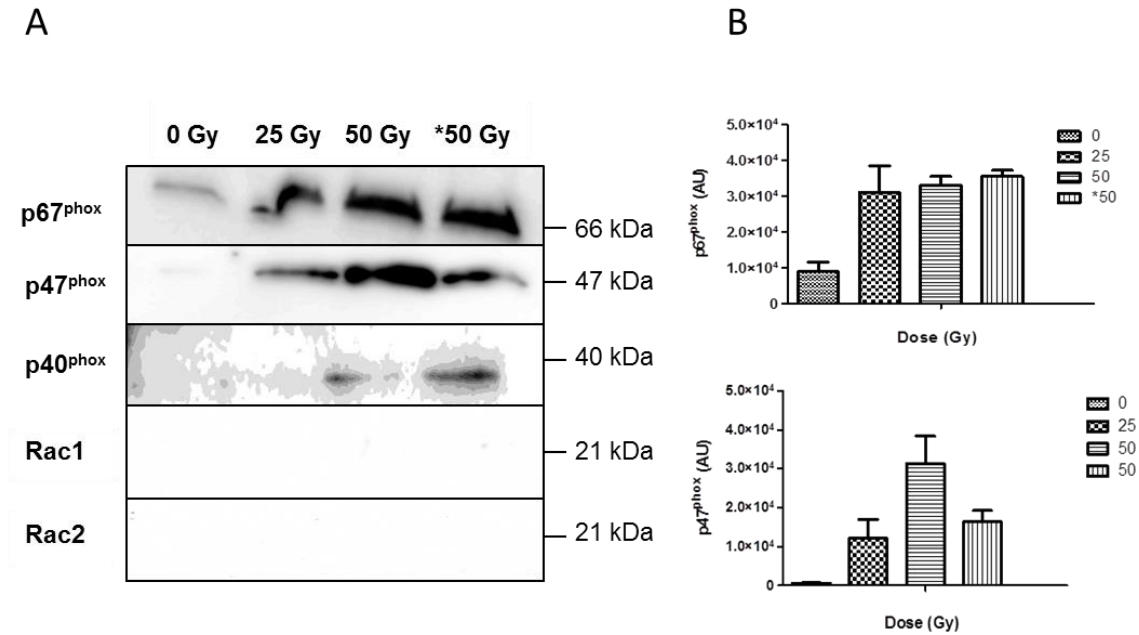 A
B
0 Gy 25 Gy 50 Gy *50 Gy
p67phox
66 kDa
p47phox
47 kDa
p40phox
40 kDa
Rac1
21 kDa
Rac2
21 kDa
p67phox (AU)
5.0×10⁴
4.0×10⁴
3.0×10⁴
2.0×10⁴
1.0×10⁴
0
Dose (Gy)
0
25
50
*50
p47phox (AU)
5.0×10⁴
4.0×10⁴
3.0×10⁴
2.0×10⁴
1.0×10⁴
0
Dose (Gy)
0
25
50
50